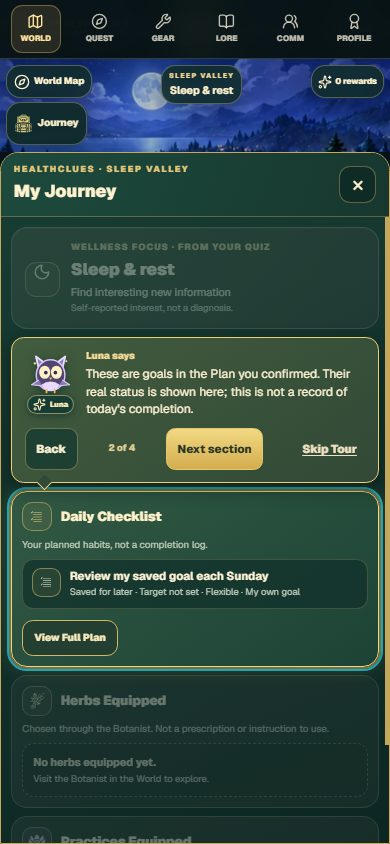 WORLD
QUEST
GEAR
LORE
COMM
PROFILE
World Map
SLEEP VALLEY
Sleep & rest
0 rewards
Journey
HEALTHCLUES · SLEEP VALLEY
My Journey
WELLNESS FOCUS · FROM YOUR QUIZ
Sleep & rest
Find interesting new information
Self-reported interest, not a diagnosis.
Luna says
These are goals in the Plan you confirmed. Their
real status is shown here; this is not a record of
today's completion.
Luna
Back
2 of 4
Next section
Skip Tour
Daily Checklist
Your planned habits, not a completion log.
Review my saved goal each Sunday
Saved for later · Target not set · Flexible · My own goal
View Full Plan
Herbs Equipped
Chosen through the Botanist. Not a prescription or instruction to use.
No herbs equipped yet.
Visit the Botanist in the World to explore.
Practices Equipped